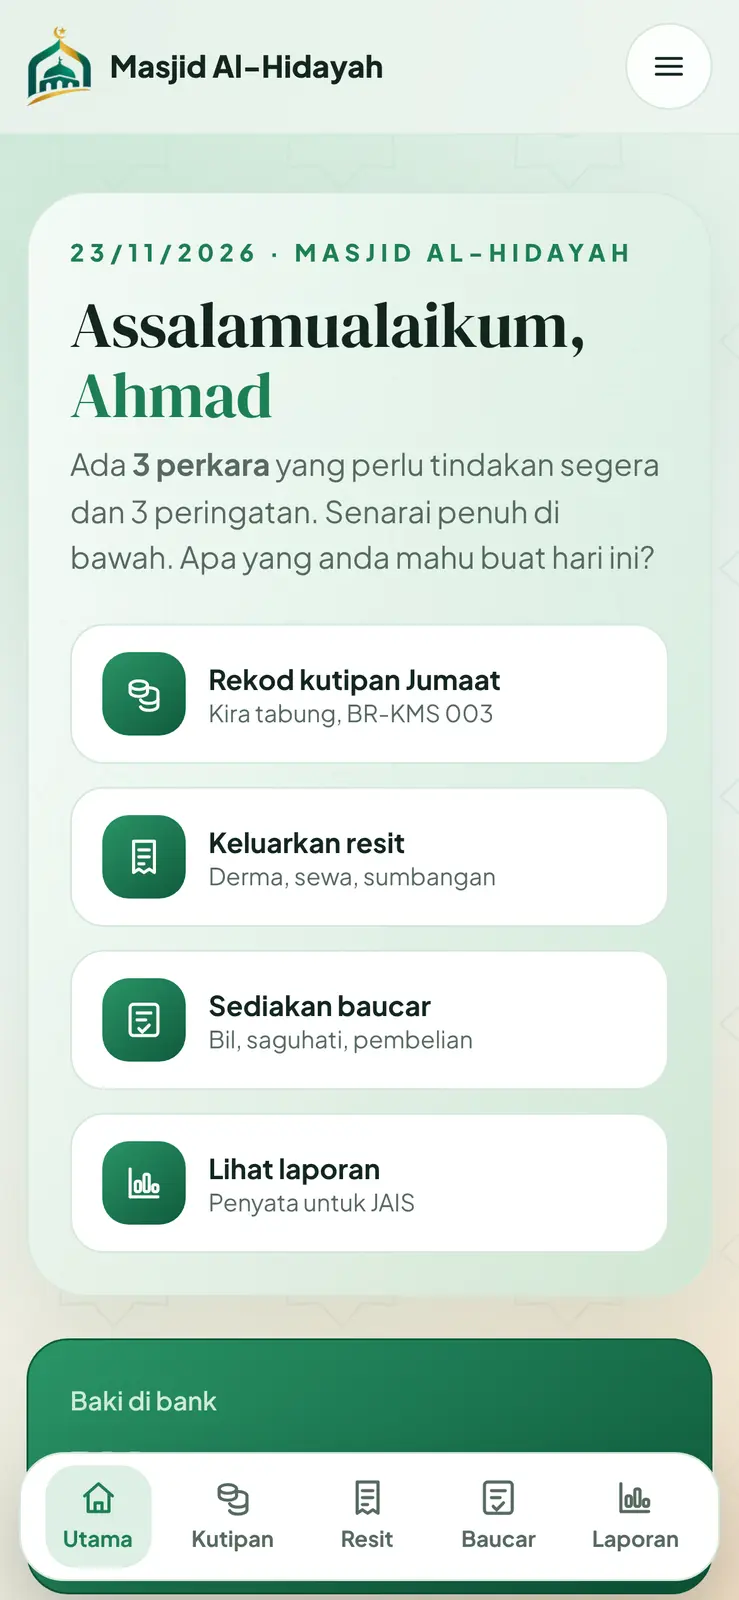 Masjid Al-Hidayah
23/11/2026 · MASJID AL-HIDAYAH
Assalamualaikum,
Ahmad
Ada 3 perkara yang perlu tindakan segera
dan 3 peringatan. Senarai penuh di
bawah. Apa yang anda mahu buat hari ini?
Rekod kutipan Jumaat
Kira tabung, BR-KMS 003
Keluarkan resit
Derma, sewa, sumbangan
Sediakan baucar
Bil, saguhati, pembelian
Lihat laporan
Penyata untuk JAIS
Baki di bank
Utama
Kutipan
Resit
Baucar
Laporan